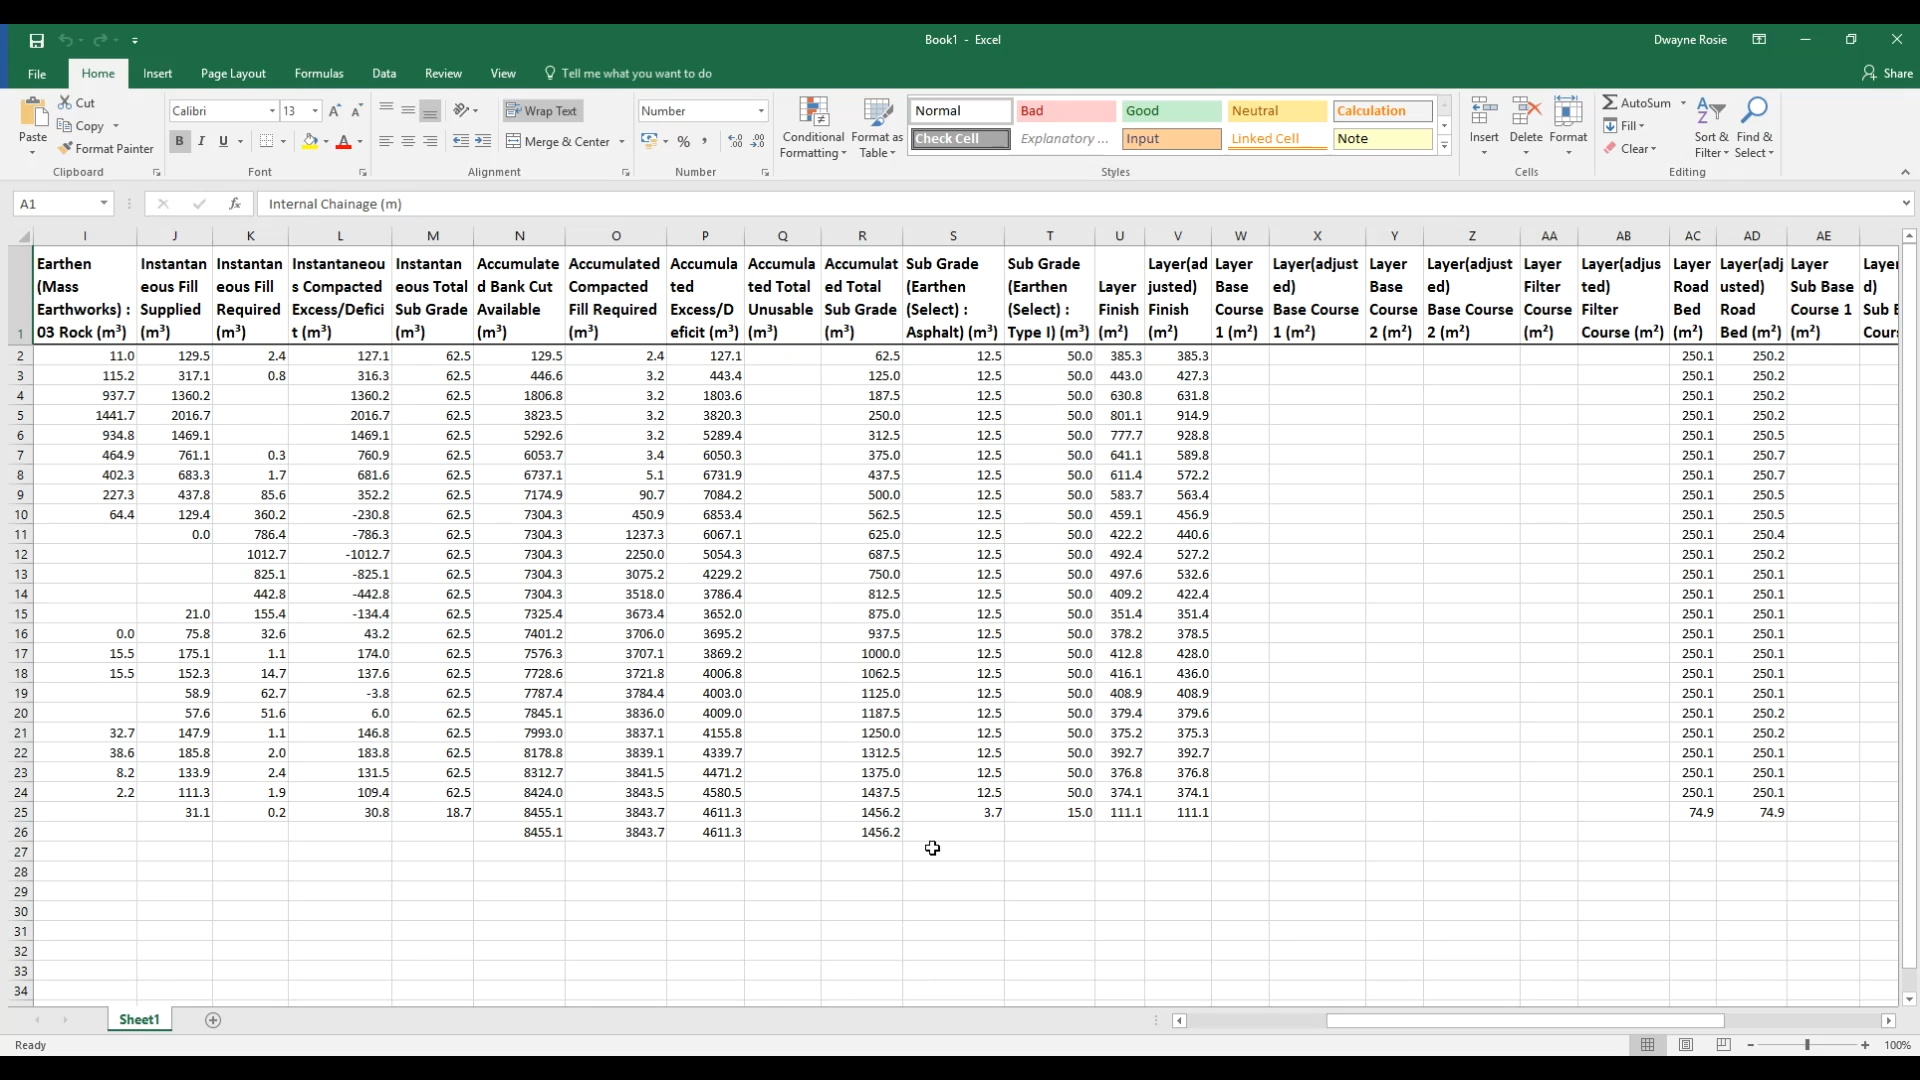 Book1 - Excel
Dwayne Rosie
File Home Insert Page Layout Formulas Data Review View Tell me what you want to do Share
Paste
Cut
Copy
Format Painter
Clipboard
Calibri 13
B I U
Font
Wrap Text
Merge & Center
Alignment
Number
%
Number
Conditional Formatting
Format as Table
Normal Bad Good Neutral Calculation
Check Cell Explanatory ... Input Linked Cell Note
Styles
Insert Delete Format
Cells
AutoSum
Fill
Clear
Sort & Filter
Find & Select
Editing
A1 fx Internal Chainage (m)
I J K L M N O P Q R S T U V W X Y Z AA AB AC AD AE
1
Earthen (Mass Earthworks) : 03 Rock (m³)
Instantan eous Fill Supplied (m³)
Instantan eous Fill Required (m³)
Instantaneou s Compacted Excess/Defici t (m³)
Instantan eous Total Sub Grade (m³)
Accumulate d Bank Cut Available (m³)
Accumulated Compacted Fill Required (m³)
Accumula ted Excess/D eficit (m³)
Accumula ted Total Unusable (m³)
Accumulat ed Total Sub Grade (m³)
Sub Grade (Earthen (Select) : Asphalt) (m³)
Sub Grade (Earthen (Select) : Type I) (m³)
Layer Finish (m²)
Layer(ad justed) Finish (m²)
Layer Base Course 1 (m²)
Layer(adjust ed) Base Course 1 (m²)
Layer Base Course 2 (m²)
Layer(adjust ed) Base Course 2 (m²)
Layer Filter Course (m²)
Layer(adjus ted) Filter Course (m²)
Layer Road Bed (m²)
Layer(adj usted) Road Bed (m²)
Layer Sub Base Course 1 (m²)
2 11.0 129.5 2.4 127.1 62.5 129.5 2.4 127.1 62.5 12.5 50.0 385.3 385.3 250.1 250.2
3 115.2 317.1 0.8 316.3 62.5 446.6 3.2 443.4 125.0 12.5 50.0 443.0 427.3 250.1 250.2
4 937.7 1360.2 1360.2 62.5 1806.8 3.2 1803.6 187.5 12.5 50.0 630.8 631.8 250.1 250.2
5 1441.7 2016.7 2016.7 62.5 3823.5 3.2 3820.3 250.0 12.5 50.0 801.1 914.9 250.1 250.2
6 934.8 1469.1 1469.1 62.5 5292.6 3.2 5289.4 312.5 12.5 50.0 777.7 928.8 250.1 250.5
7 464.9 761.1 0.3 760.9 62.5 6053.7 3.4 6050.3 375.0 12.5 50.0 641.1 589.8 250.1 250.7
8 402.3 683.3 1.7 681.6 62.5 6737.1 5.1 6731.9 437.5 12.5 50.0 611.4 572.2 250.1 250.7
9 227.3 437.8 85.6 352.2 62.5 7174.9 90.7 7084.2 500.0 12.5 50.0 583.7 563.4 250.1 250.5
10 64.4 129.4 360.2 -230.8 62.5 7304.3 450.9 6853.4 562.5 12.5 50.0 459.1 456.9 250.1 250.5
11 0.0 786.4 -786.3 62.5 7304.3 1237.3 6067.1 625.0 12.5 50.0 422.2 440.6 250.1 250.4
12 1012.7 -1012.7 62.5 7304.3 2250.0 5054.3 687.5 12.5 50.0 492.4 527.2 250.1 250.2
13 825.1 -825.1 62.5 7304.3 3075.2 4229.2 750.0 12.5 50.0 497.6 532.6 250.1 250.1
14 442.8 -442.8 62.5 7304.3 3518.0 3786.4 812.5 12.5 50.0 409.2 422.4 250.1 250.1
15 21.0 155.4 -134.4 62.5 7325.4 3673.4 3652.0 875.0 12.5 50.0 351.4 351.4 250.1 250.1
16 0.0 75.8 32.6 43.2 62.5 7401.2 3706.0 3695.2 937.5 12.5 50.0 378.2 378.5 250.1 250.1
17 15.5 175.1 1.1 174.0 62.5 7576.3 3707.1 3869.2 1000.0 12.5 50.0 412.8 428.0 250.1 250.1
18 15.5 152.3 14.7 137.6 62.5 7728.6 3721.8 4006.8 1062.5 12.5 50.0 416.1 436.0 250.1 250.1
19 58.9 62.7 -3.8 62.5 7787.4 3784.4 4003.0 1125.0 12.5 50.0 408.9 408.9 250.1 250.1
20 57.6 51.6 6.0 62.5 7845.1 3836.0 4009.0 1187.5 12.5 50.0 379.4 379.6 250.1 250.2
21 32.7 147.9 1.1 146.8 62.5 7993.0 3837.1 4155.8 1250.0 12.5 50.0 375.2 375.3 250.1 250.2
22 38.6 185.8 2.0 183.8 62.5 8178.8 3839.1 4339.7 1312.5 12.5 50.0 392.7 392.7 250.1 250.1
23 8.2 133.9 2.4 131.5 62.5 8312.7 3841.5 4471.2 1375.0 12.5 50.0 376.8 376.8 250.1 250.1
24 2.2 111.3 1.9 109.4 62.5 8424.0 3843.5 4580.5 1437.5 12.5 50.0 374.1 374.1 250.1 250.1
25 31.1 0.2 30.8 18.7 8455.1 3843.7 4611.3 1456.2 3.7 15.0 111.1 111.1 74.9 74.9
26 8455.1 3843.7 4611.3 1456.2
27
28
29
30
31
32
33
34
Sheet1
Ready
100%